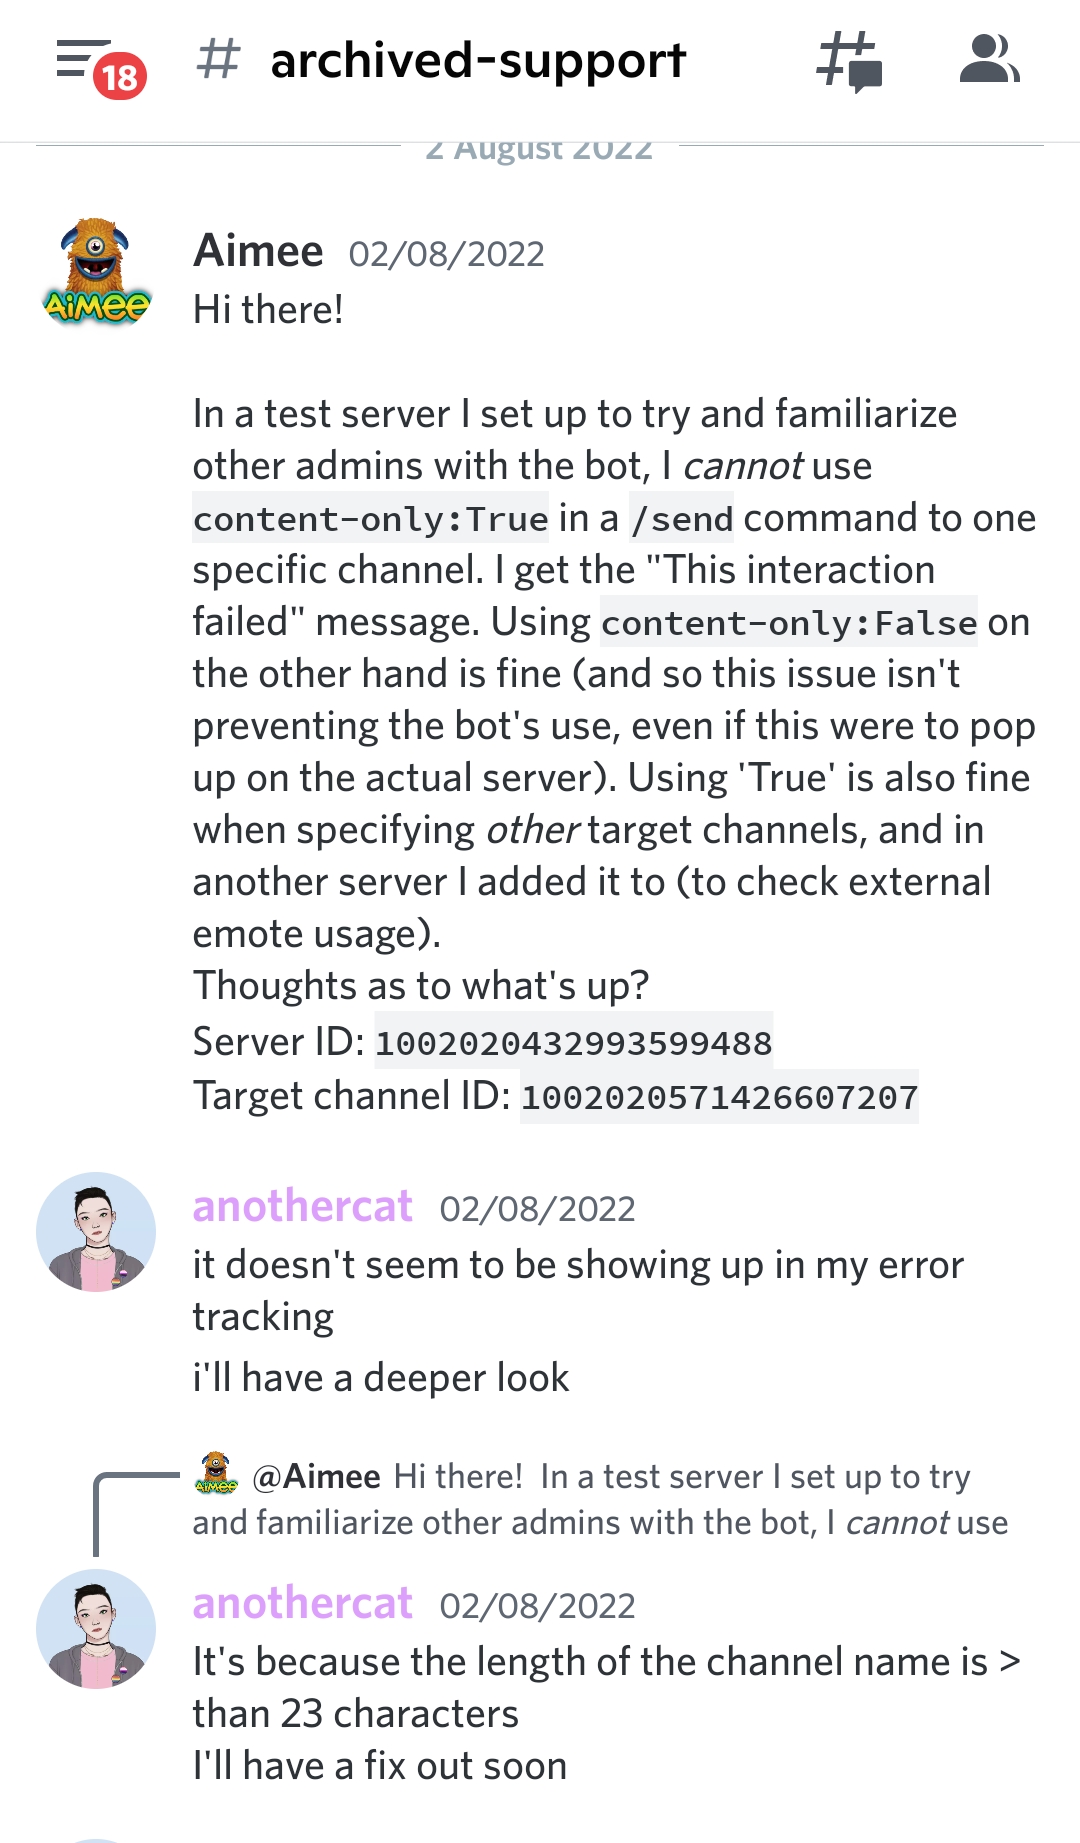 18
# archived-support
2 August 2022
Aimee 02/08/2022
AiMee
Hi there!
In a test server I set up to try and familiarize
other admins with the bot, I cannot use
content-only:True in a /send command to one
specific channel. I get the "This interaction
failed" message. Using content-only:False on
the other hand is fine (and so this issue isn't
preventing the bot's use, even if this were to pop
up on the actual server). Using 'True' is also fine
when specifying other target channels, and in
another server I added it to (to check external
emote usage).
Thoughts as to what's up?
Server ID: 1002020432993599488
Target channel ID: 1002020571426607207
anothercat 02/08/2022
it doesn't seem to be showing up in my error
tracking
i'll have a deeper look
AiMee @Aimee Hi there! In a test server I set up to try
and familiarize other admins with the bot, I cannot use
anothercat 02/08/2022
It's because the length of the channel name is >
than 23 characters
I'll have a fix out soon